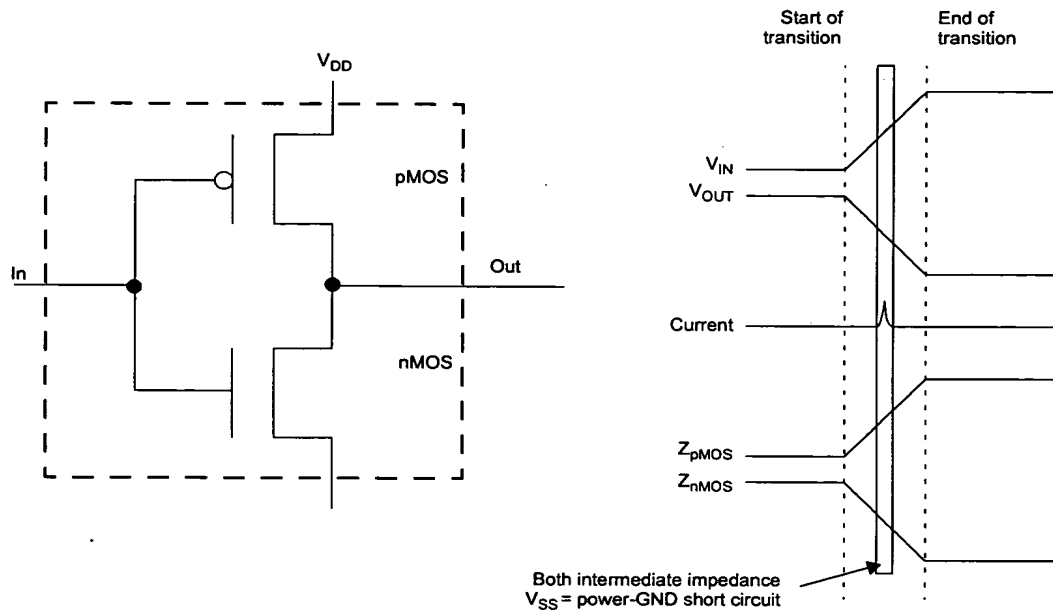 V_DD
pMOS
In
Out
nMOS
Start of
transition
End of
transition
V_IN
V_OUT
Current
Z_pMOS
Z_nMOS
Both intermediate impedance
V_SS = power-GND short circuit